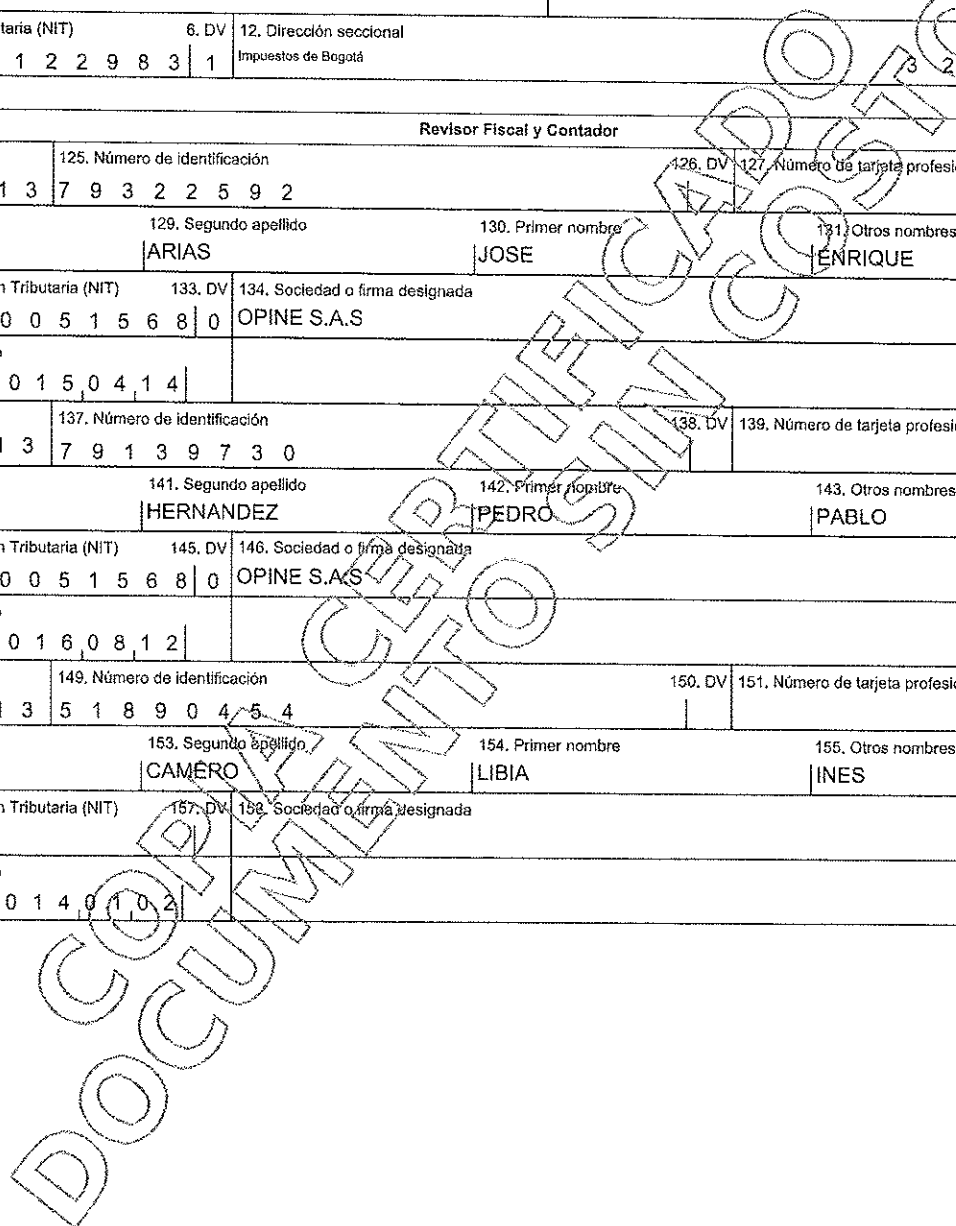 taria (NIT) 6. DV 12. Dirección seccional
1 2 2 9 8 3 1 Impuestos de Bogotá 3 2
Revisor Fiscal y Contador
125. Número de identificación 126. DV 127. Número de tarjeta profesi
1 3 7 9 3 2 2 5 9 2
129. Segundo apellido 130. Primer nombre 131. Otros nombres
ARIAS JOSE ENRIQUE
n Tributaria (NIT) 133. DV 134. Sociedad o firma designada
0 0 5 1 5 6 8 0 OPINE S.A.S
0 1 5 0 4 1 4
137. Número de identificación 138. DV 139. Número de tarjeta profesi
1 3 7 9 1 3 9 7 3 0
141. Segundo apellido 142. Primer nombre 143. Otros nombres
HERNANDEZ PEDRO PABLO
n Tributaria (NIT) 145. DV 146. Sociedad o firma designada
0 0 5 1 5 6 8 0 OPINE S.A.S
0 1 6 0 8 1 2
149. Número de identificación 150. DV 151. Número de tarjeta profesi
1 3 5 1 8 9 0 4 5 4
153. Segundo apellido 154. Primer nombre 155. Otros nombres
CAMERO LIBIA INES
n Tributaria (NIT) 157. DV 158. Sociedad o firma designada
0 1 4 0 1 0 2
COPIA CERTIFICADO
DOCUMENTO SIN COSTO